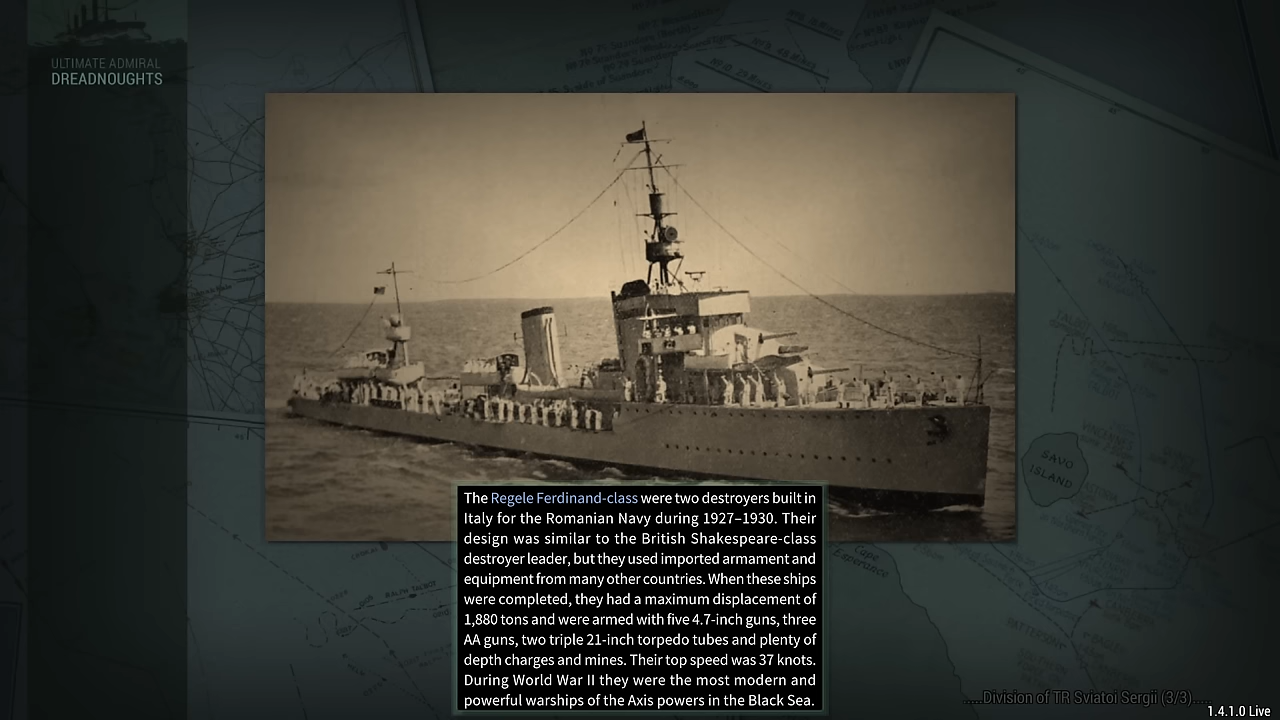 ULTIMATE ADMIRAL
DREADNOUGHTS
SAVO
ISLAND
Cape
Esperance
The Regele Ferdinand-class were two destroyers built in
Italy for the Romanian Navy during 1927–1930. Their
design was similar to the British Shakespeare-class
destroyer leader, but they used imported armament and
equipment from many other countries. When these ships
were completed, they had a maximum displacement of
1,880 tons and were armed with five 4.7-inch guns, three
AA guns, two triple 21-inch torpedo tubes and plenty of
depth charges and mines. Their top speed was 37 knots.
During World War II they were the most modern and
powerful warships of the Axis powers in the Black Sea.
.....Division of TR Sviatoi Sergii (3/3).....
1.4.1.0 Live